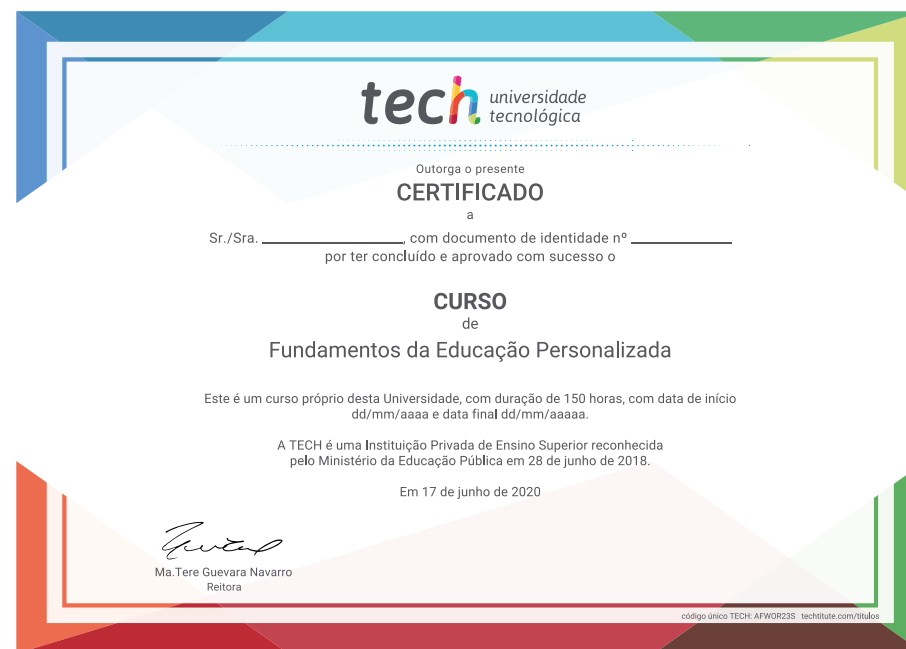 tech universidade
tecnológica
Outorga o presente
CERTIFICADO
a
Sr./Sra. ________________, com documento de identidade nº ____________
por ter concluído e aprovado com sucesso o
CURSO
de
Fundamentos da Educação Personalizada
Este é um curso próprio desta Universidade, com duração de 150 horas, com data de início
dd/mm/aaaa e data final dd/mm/aaaaa.
A TECH é uma Instituição Privada de Ensino Superior reconhecida
pelo Ministério da Educação Pública em 28 de junho de 2018.
Em 17 de junho de 2020
Ma.Tere Guevara Navarro
Reitora
código único TECH: AFWOR23S techtitute.com/titulos